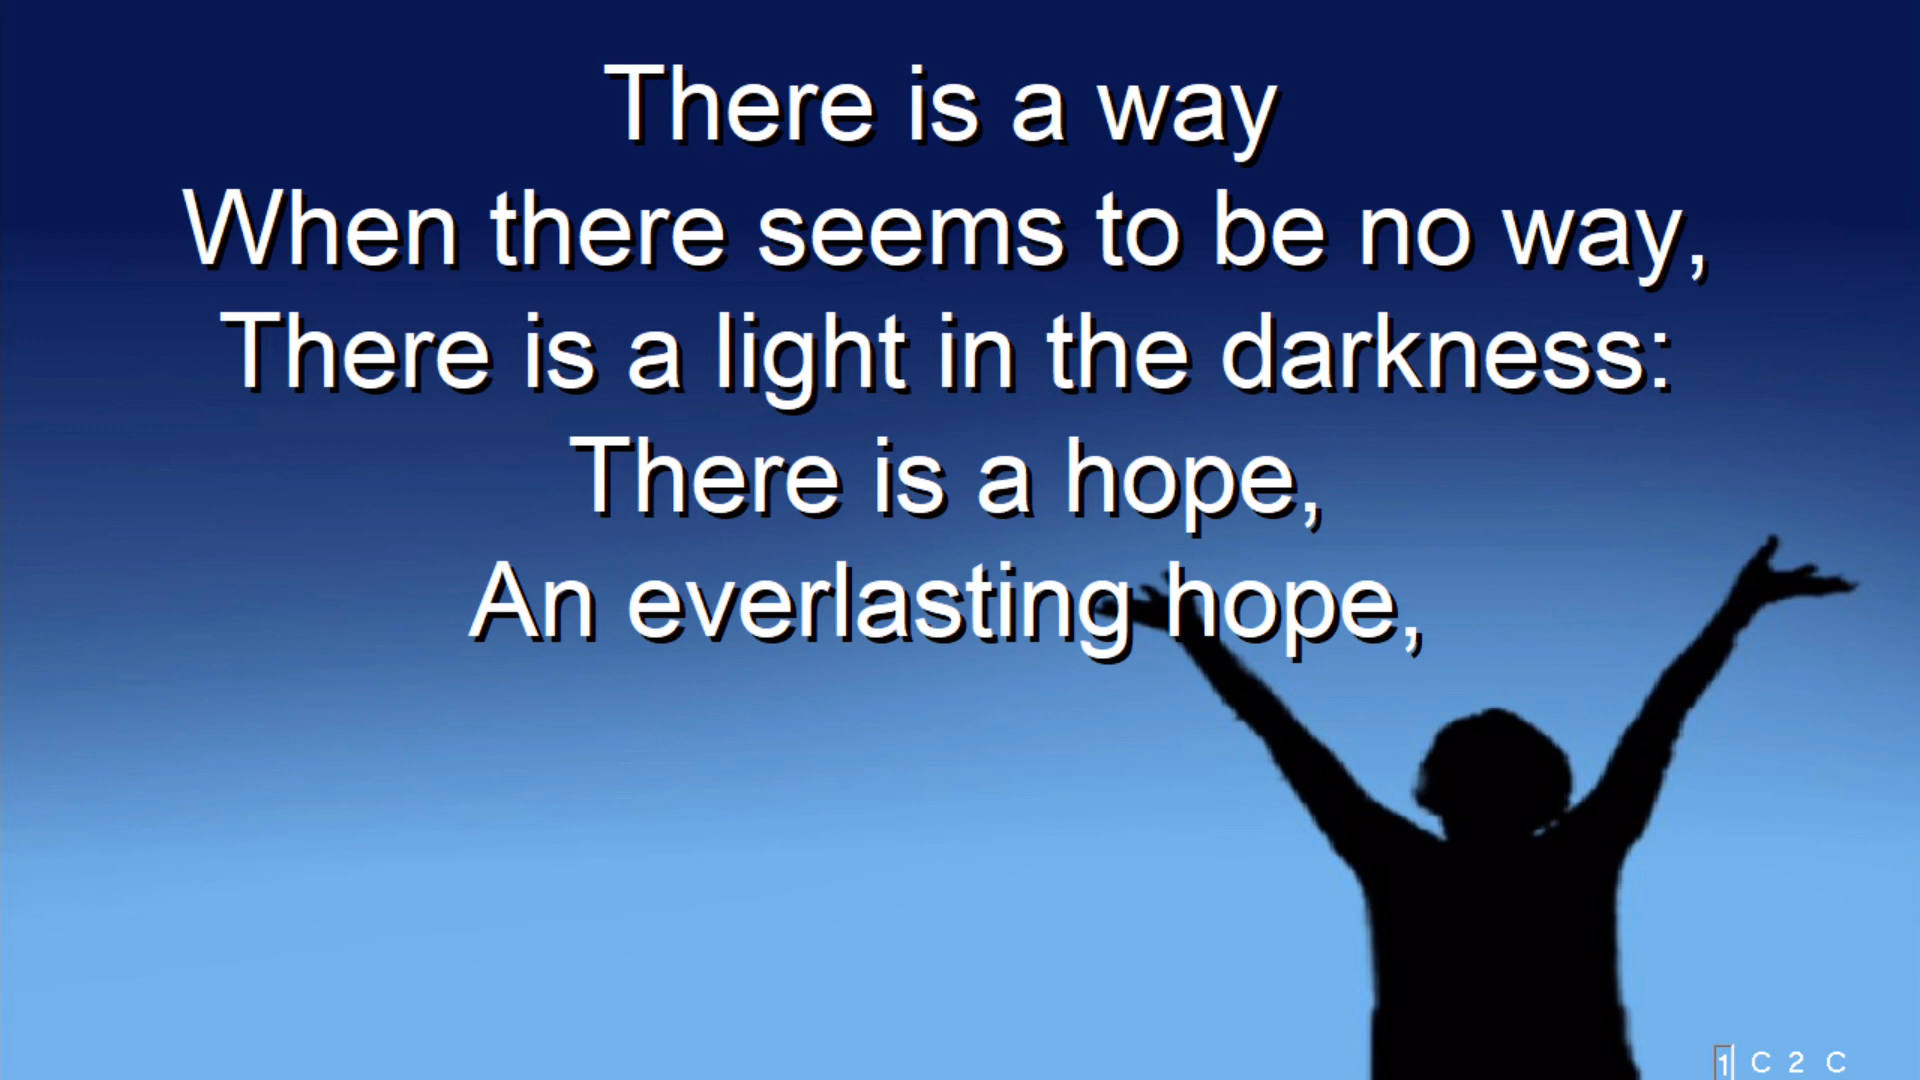 There is a way
When there seems to be no way,
There is a light in the darkness:
There is a hope,
An everlasting hope,
1 C 2 C